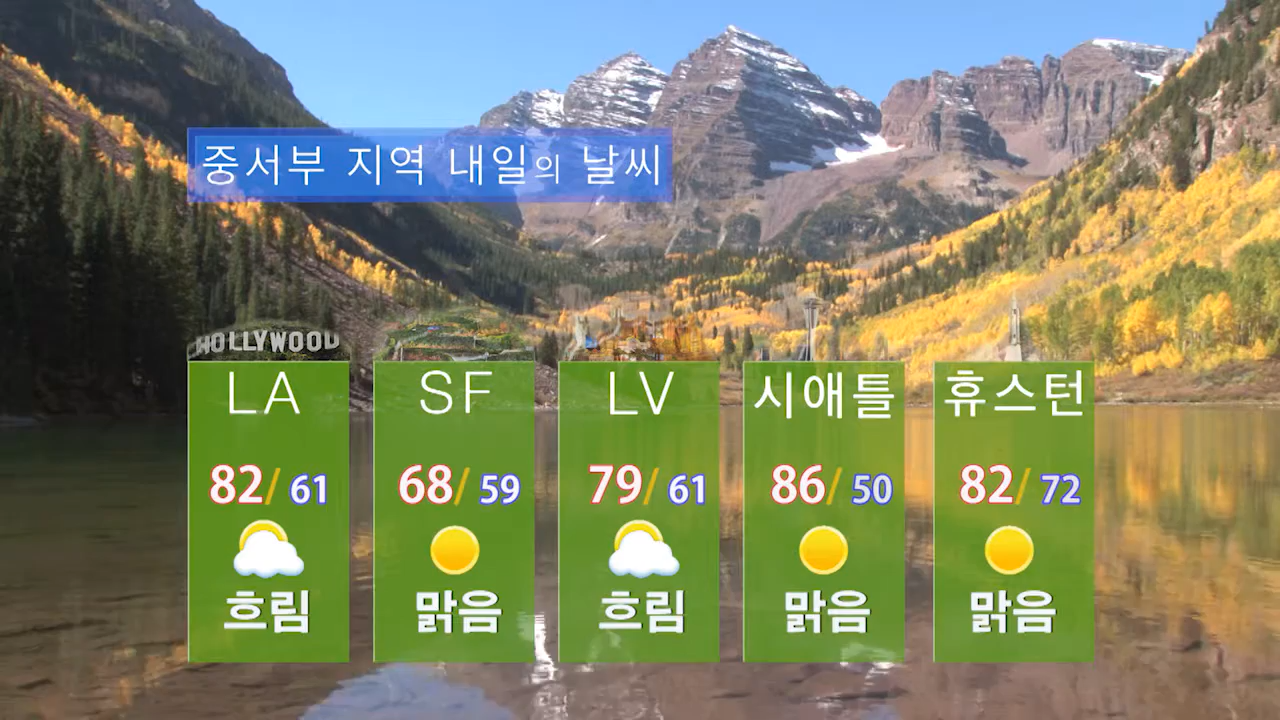 중서부 지역 내일의 날씨
HOLLYWOOD
LA
82/ 61
흐림
SF
68/ 59
맑음
LV
79/ 61
흐림
시애틀
86/ 50
맑음
휴스턴
82/ 72
맑음